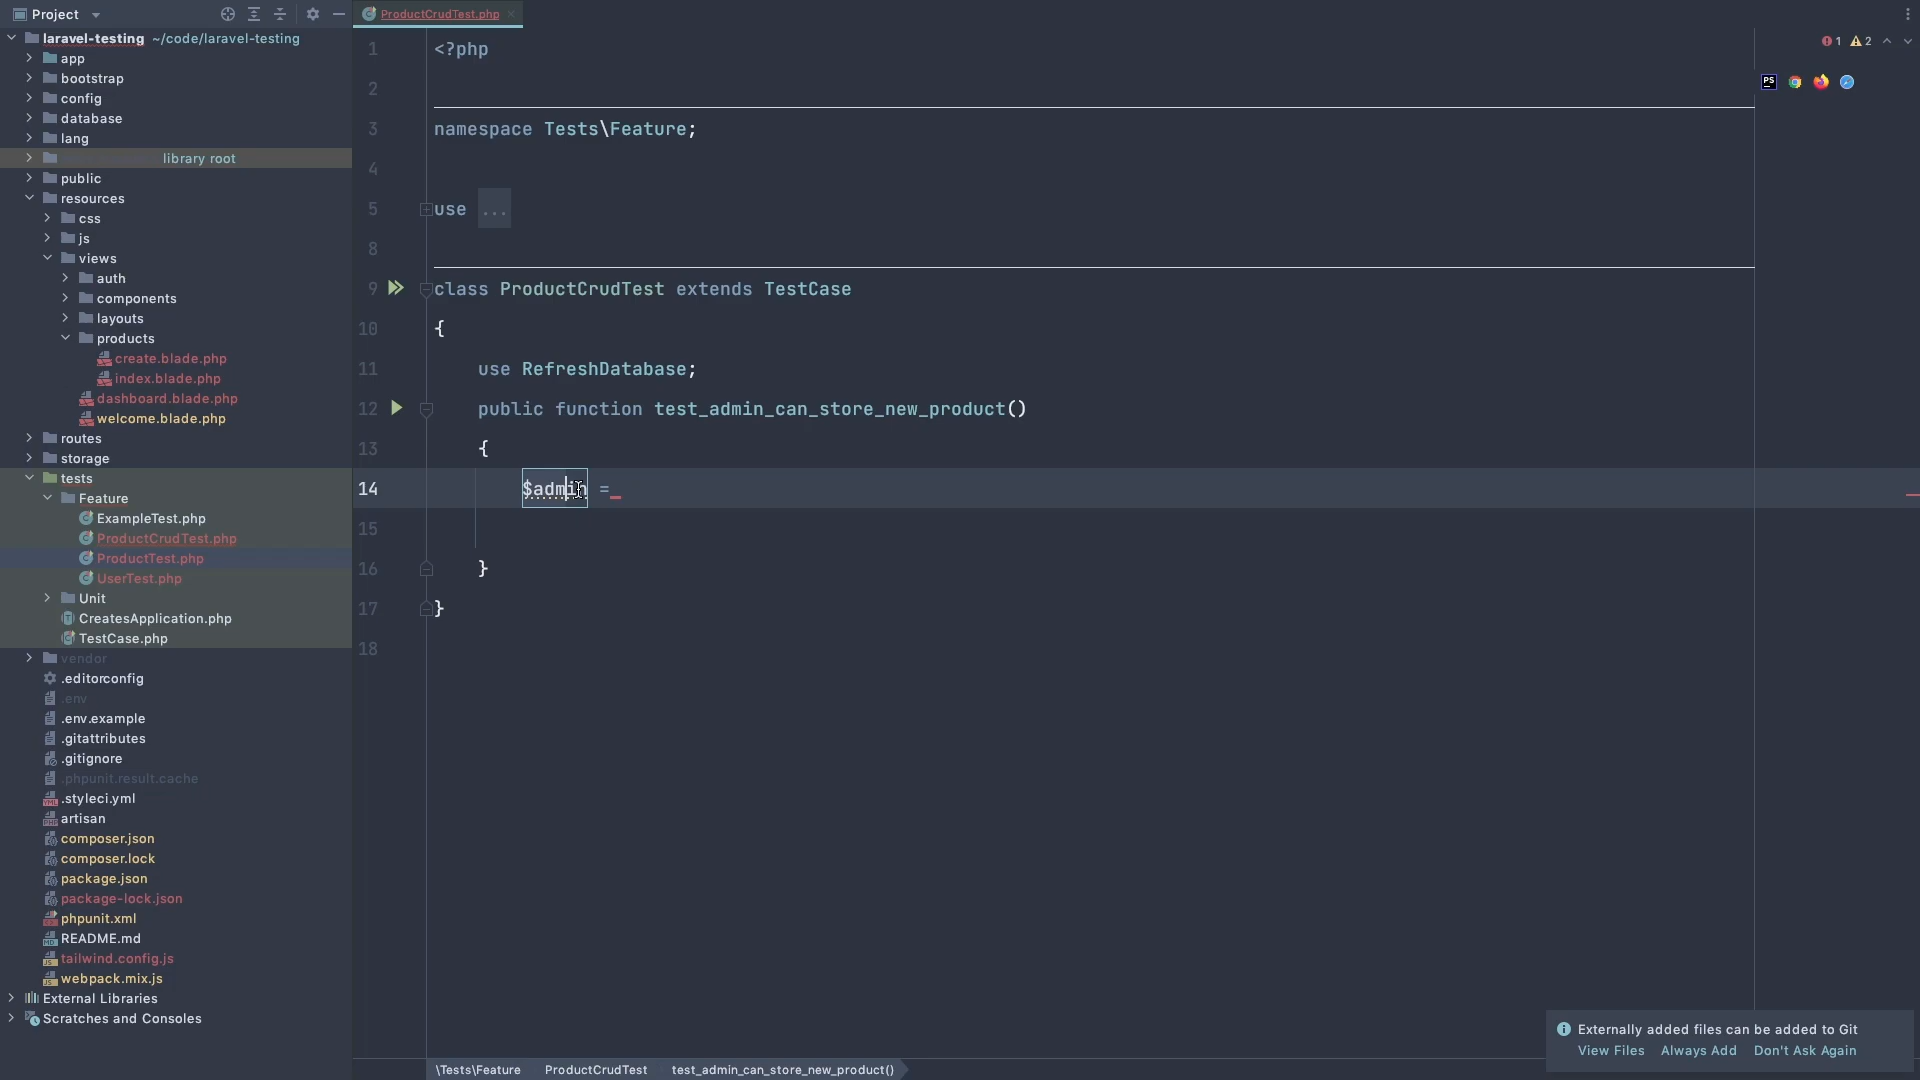 Project
laravel-testing ~/code/laravel-testing
app
bootstrap
config
database
lang
library root
public
resources
css
js
views
auth
components
layouts
products
create.blade.php
index.blade.php
dashboard.blade.php
welcome.blade.php
routes
storage
tests
Feature
ExampleTest.php
ProductCrudTest.php
ProductTest.php
UserTest.php
Unit
CreatesApplication.php
TestCase.php
vendor
.editorconfig
.env
.env.example
.gitattributes
.gitignore
.phpunit.result.cache
.styleci.yml
artisan
composer.json
composer.lock
package.json
package-lock.json
phpunit.xml
README.md
tailwind.config.js
webpack.mix.js
External Libraries
Scratches and Consoles
ProductCrudTest.php
1 <?php
2
3 namespace Tests\Feature;
4
5 use ...
8
9 class ProductCrudTest extends TestCase
10 {
11 use RefreshDatabase;
12 public function test_admin_can_store_new_product()
13 {
14 $admin =
15
16 }
17 }
18
1 2
PS
Externally added files can be added to Git
View Files Always Add Don't Ask Again
\Tests\Feature ProductCrudTest test_admin_can_store_new_product()